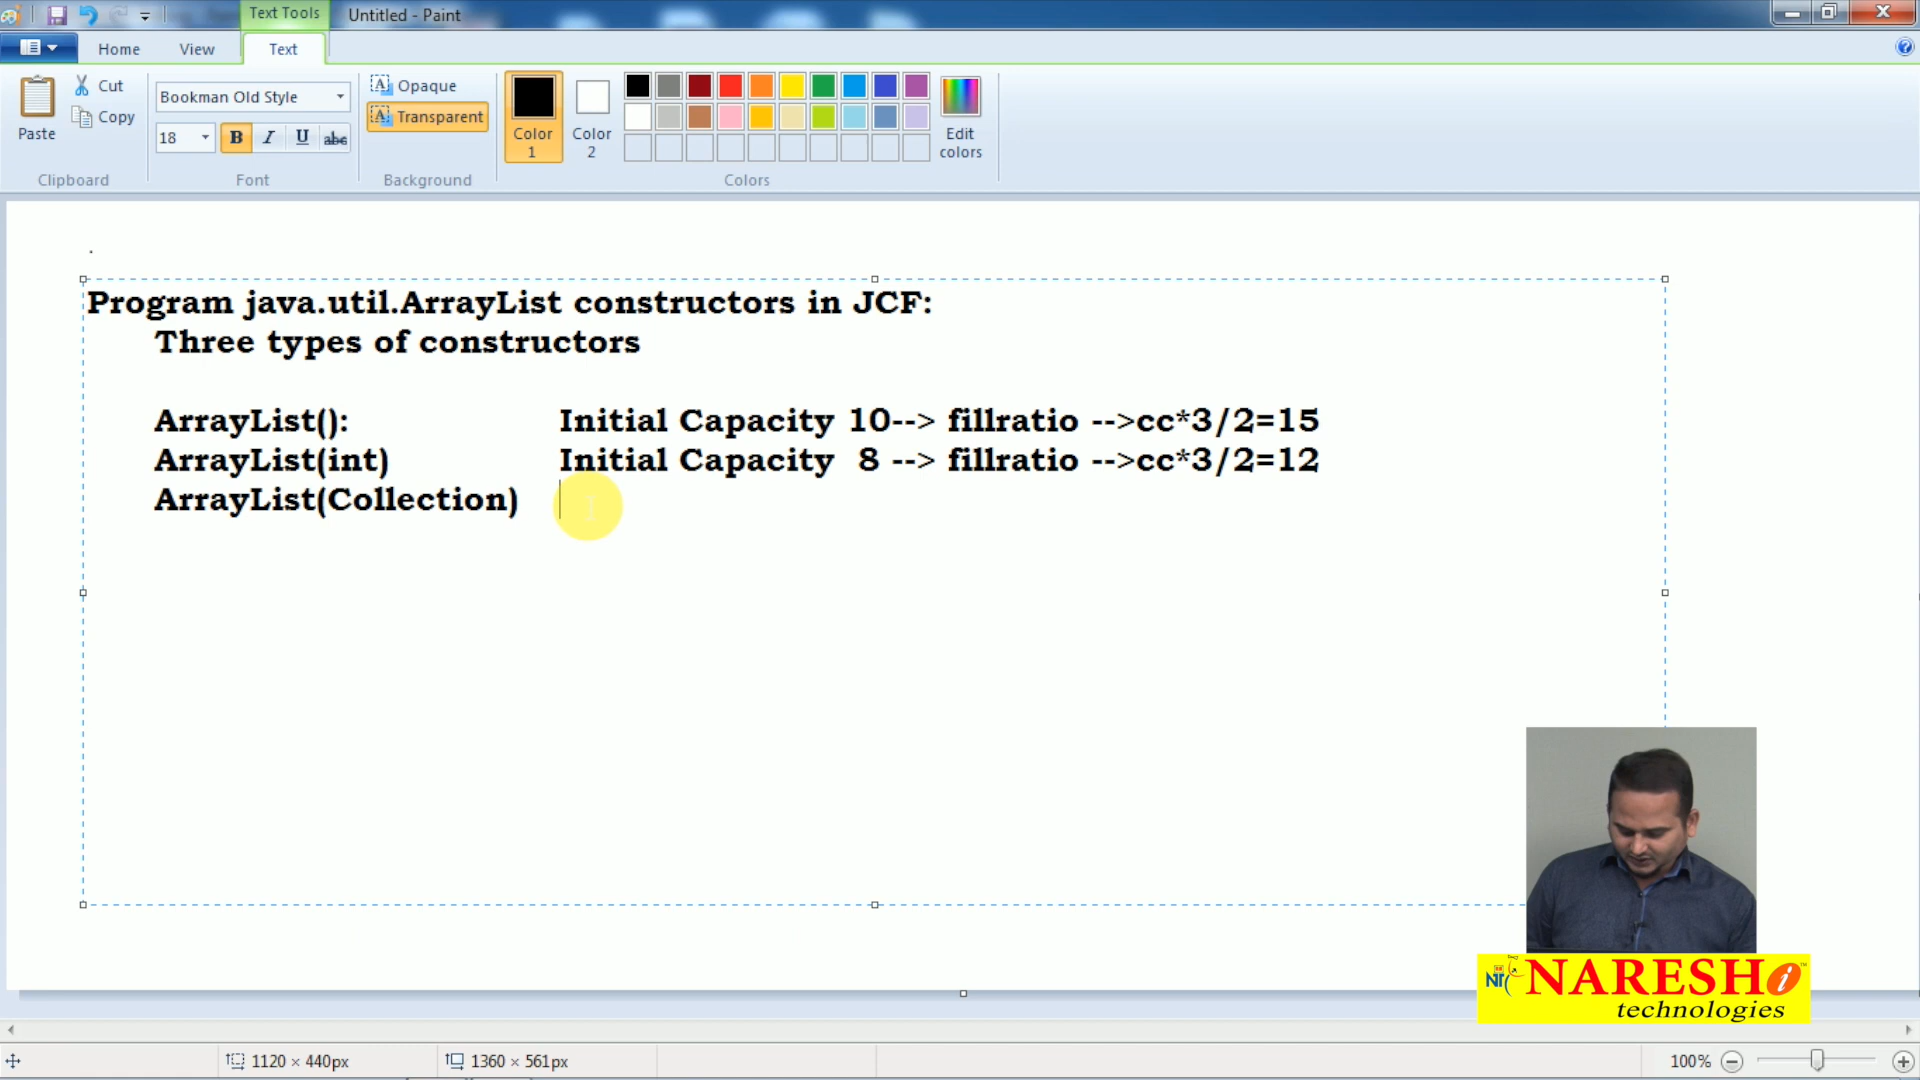 Text Tools
Untitled - Paint
Home
View
Text
Paste
Cut
Copy
Clipboard
Bookman Old Style
18
B I U abc
Font
Opaque
Transparent
Background
Color
1
Color
2
Edit
colors
Colors
Program java.util.ArrayList constructors in JCF:
Three types of constructors
ArrayList(): Initial Capacity 10--> fillratio -->cc*3/2=15
ArrayList(int) Initial Capacity 8 --> fillratio -->cc*3/2=12
ArrayList(Collection)
NARESHi
technologies
1120 × 440px
1360 × 561px
100%